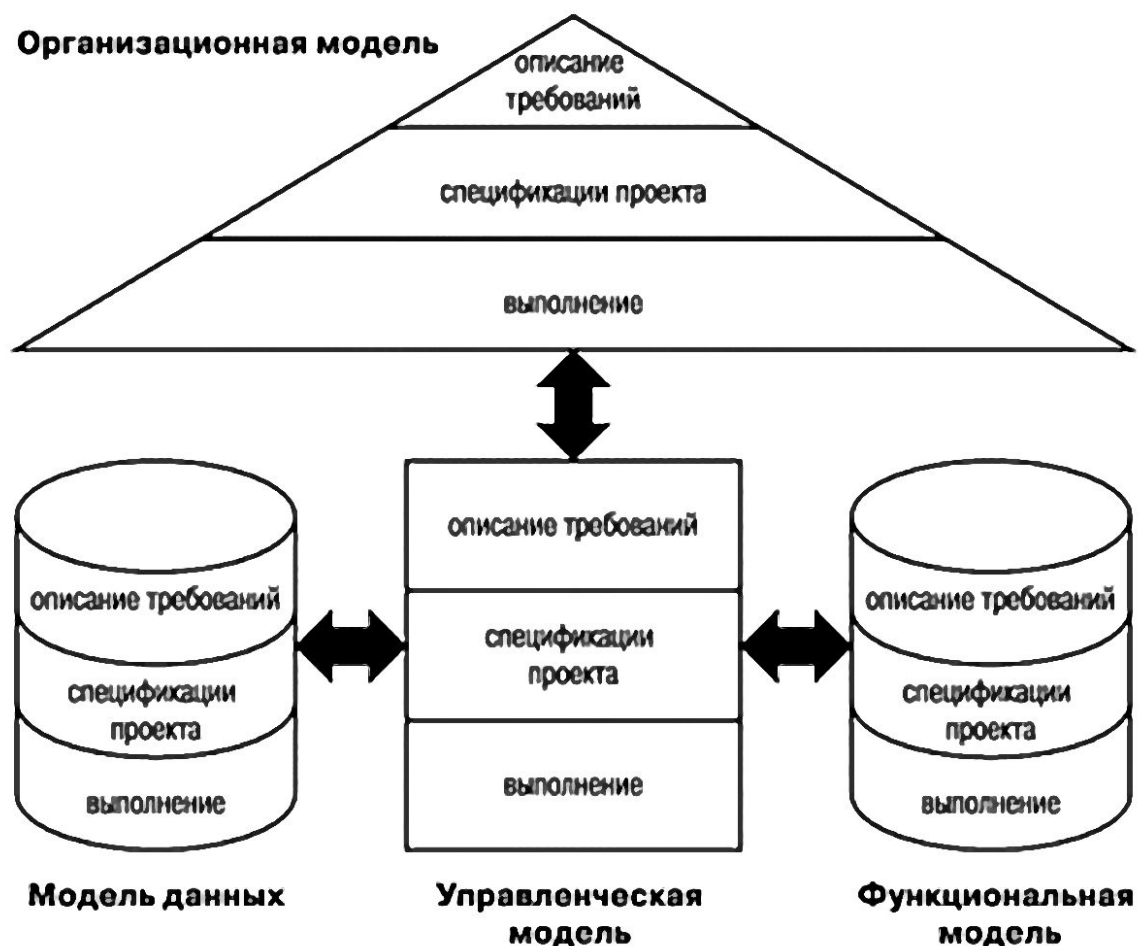 Организационная модель
описание
требований
спецификации проекта
выполнение
описание требований
спецификации
проекта
выполнение
Модель данных
описание требований
спецификации
проекта
выполнение
Управленческая
модель
описание требований
спецификации
проекта
выполнение
Функциональная
модель